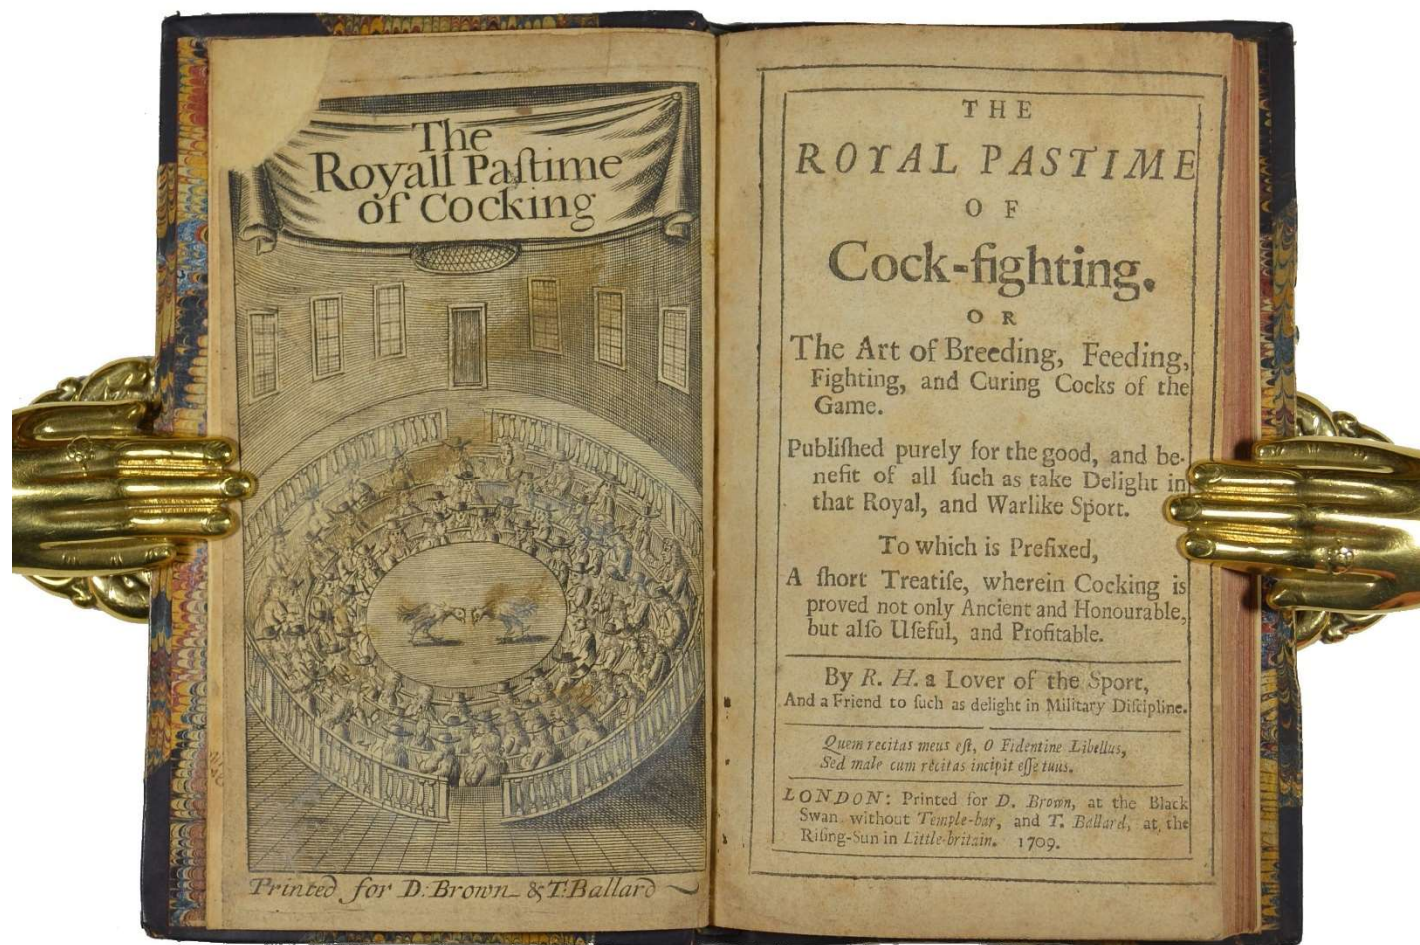 The
Royall Paſtime
of Cocking
Printed for D. Brown & T. Ballard
THE
ROYAL PASTIME
OF
Cock-fighting.
OR
The Art of Breeding, Feeding,
Fighting, and Curing Cocks of the
Game.
Publiſhed purely for the good, and be-
nefit of all ſuch as take Delight in
that Royal, and Warlike Sport.
To which is Prefixed,
A ſhort Treatiſe, wherein Cocking is
proved not only Ancient and Honourable,
but alſo Uſeful, and Profitable.
By R. H. a Lover of the Sport,
And a Friend to ſuch as delight in Military Diſcipline.
Quem recitas meus eſt, O Fidentine Libellus,
Sed male cum recitas incipit eſſe tuus.
LONDON: Printed for D. Brown, at the Black
Swan without Temple-bar, and T. Ballard, at the
Riſing-Sun in Little-britain. 1709.